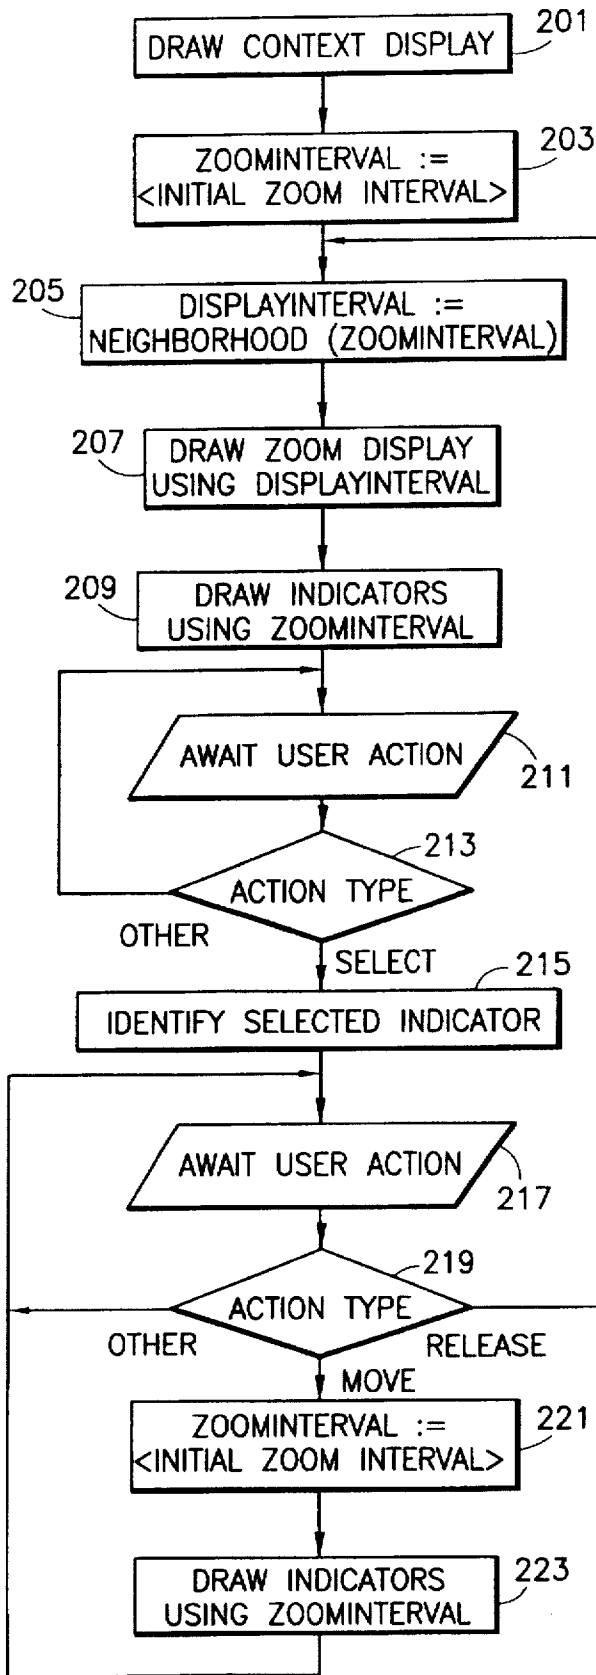 201
DRAW CONTEXT DISPLAY
203
ZOOMINTERVAL :=
<INITIAL ZOOM INTERVAL>
205
DISPLAYINTERVAL :=
NEIGHBORHOOD (ZOOMINTERVAL)
207
DRAW ZOOM DISPLAY
USING DISPLAYINTERVAL
209
DRAW INDICATORS
USING ZOOMINTERVAL
AWAIT USER ACTION
211
213
ACTION TYPE
OTHER
SELECT
215
IDENTIFY SELECTED INDICATOR
AWAIT USER ACTION
217
219
ACTION TYPE
OTHER
RELEASE
MOVE
ZOOMINTERVAL :=
<INITIAL ZOOM INTERVAL>
221
DRAW INDICATORS
USING ZOOMINTERVAL
223